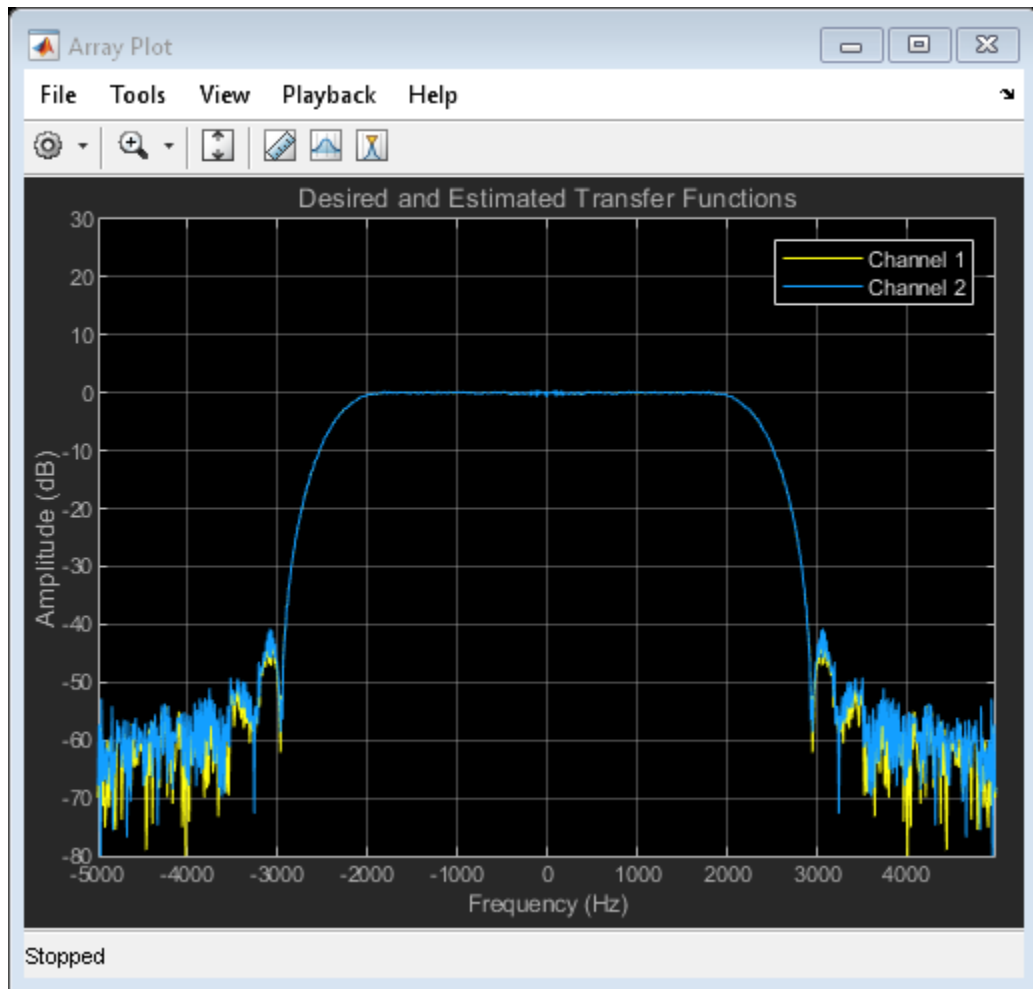 Array Plot
File Tools View Playback Help
Desired and Estimated Transfer Functions
Channel 1
Channel 2
30
20
10
0
-10
-20
-30
-40
-50
-60
-70
-80
Amplitude (dB)
-5000 -4000 -3000 -2000 -1000 0 1000 2000 3000 4000
Frequency (Hz)
Stopped